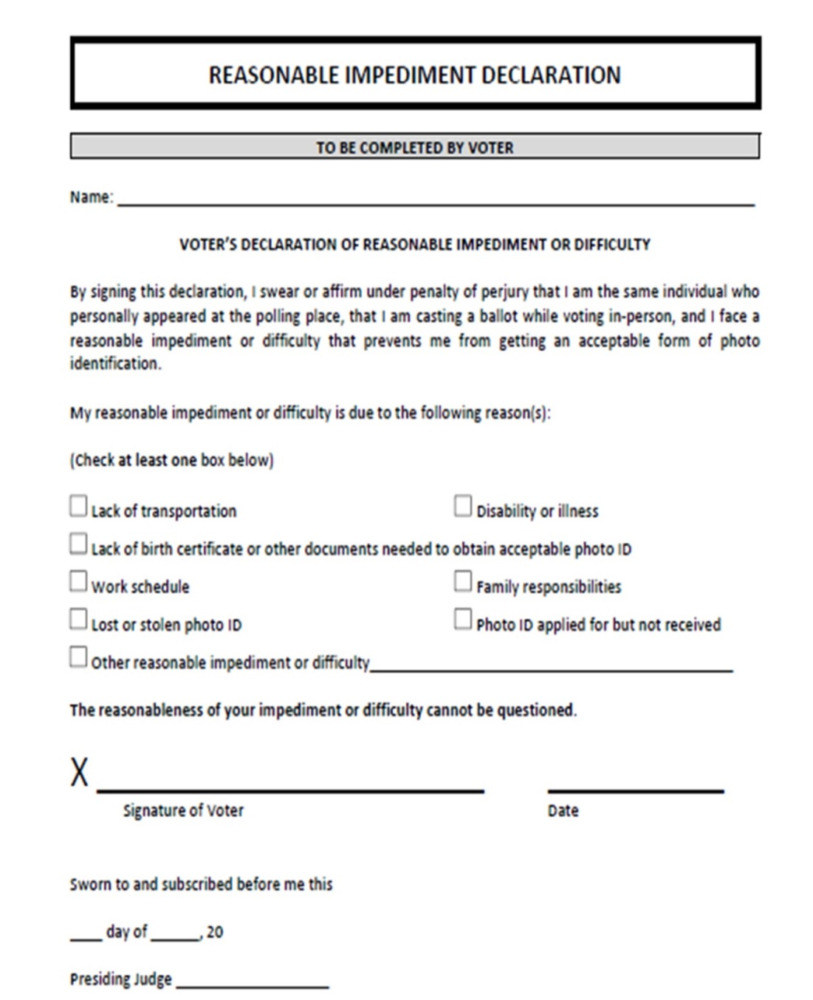 REASONABLE IMPEDIMENT DECLARATION
TO BE COMPLETED BY VOTER
Name:
VOTER'S DECLARATION OF REASONABLE IMPEDIMENT OR DIFFICULTY
By signing this declaration, I swear or affirm under penalty of perjury that I am the same individual who
personally appeared at the polling place, that I am casting a ballot while voting in-person, and I face a
reasonable impediment or difficulty that prevents me from getting an acceptable form of photo
identification.
My reasonable impediment or difficulty is due to the following reason(s):
(Check at least one box below)
Lack of transportation Disability or illness
Lack of birth certificate or other documents needed to obtain acceptable photo ID
Work schedule Family responsibilities
Lost or stolen photo ID Photo ID applied for but not received
Other reasonable impediment or difficulty
The reasonableness of your impediment or difficulty cannot be questioned.
X
Signature of Voter Date
Sworn to and subscribed before me this
____ day of ______, 20
Presiding Judge